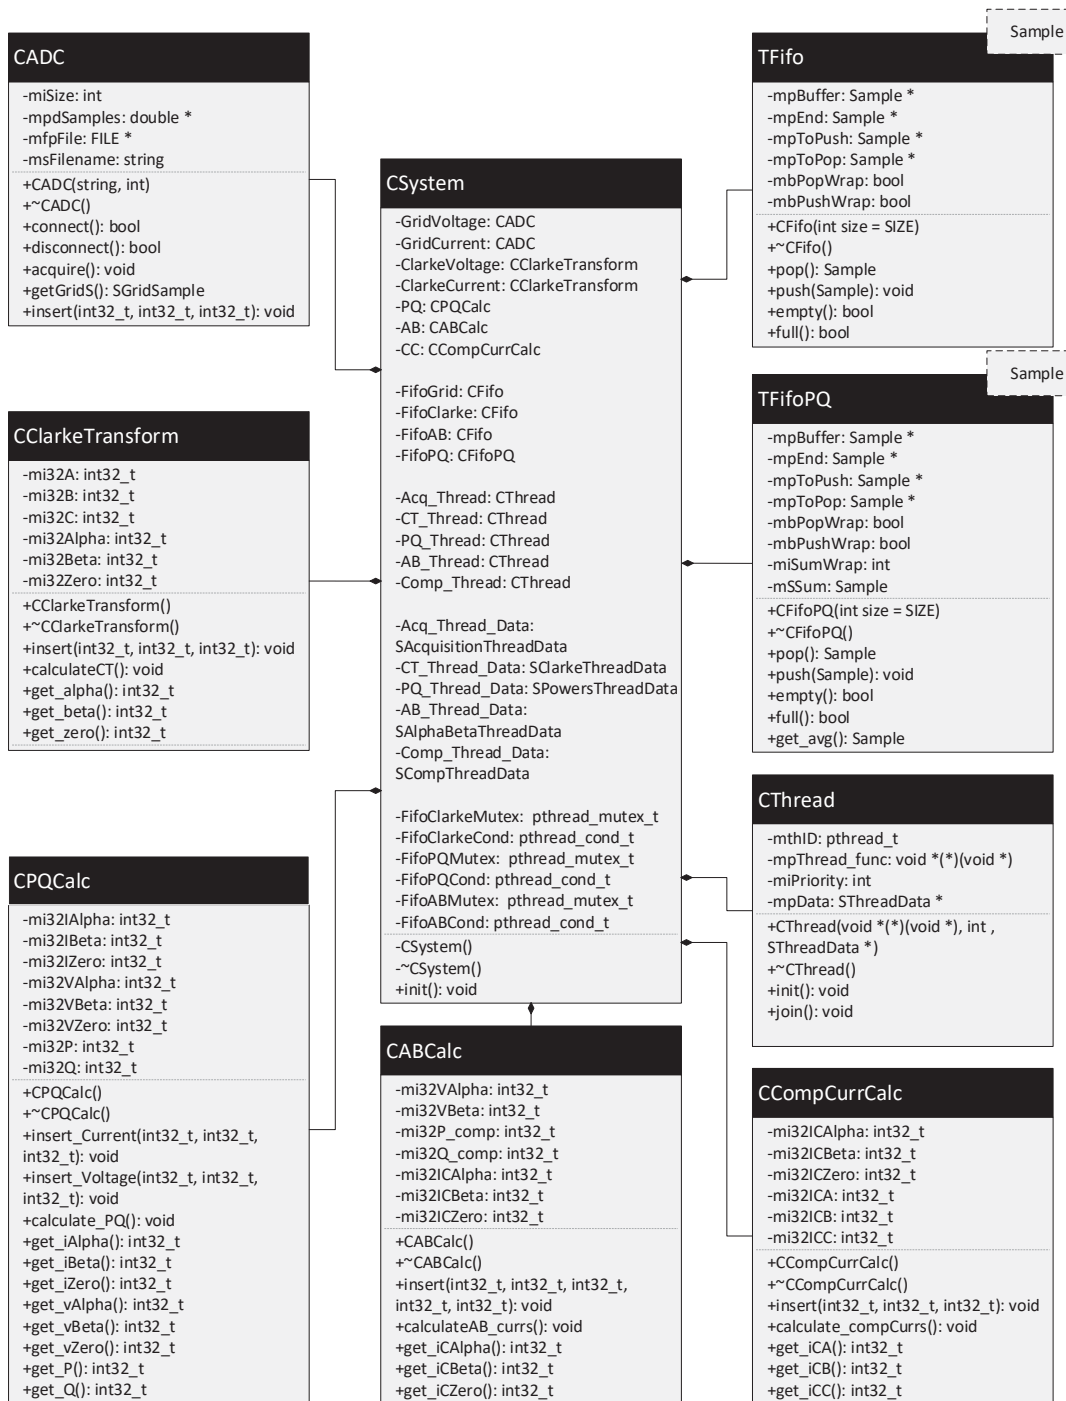 CADC
-miSize: int
-mpdSamples: double *
-mfpFile: FILE *
-msFilename: string
+CADC(string, int)
+~CADC()
+connect(): bool
+disconnect(): bool
+acquire(): void
+getGridS(): SGridSample
+insert(int32_t, int32_t, int32_t): void
CClarkeTransform
-mi32A: int32_t
-mi32B: int32_t
-mi32C: int32_t
-mi32Alpha: int32_t
-mi32Beta: int32_t
-mi32Zero: int32_t
+CClarkeTransform()
+~CClarkeTransform()
+insert(int32_t, int32_t, int32_t): void
+calculateCT(): void
+get_alpha(): int32_t
+get_beta(): int32_t
+get_zero(): int32_t
CPQCalc
-mi32IAlpha: int32_t
-mi32IBeta: int32_t
-mi32IZero: int32_t
-mi32VAlpha: int32_t
-mi32VBeta: int32_t
-mi32VZero: int32_t
-mi32P: int32_t
-mi32Q: int32_t
+CPQCalc()
+~CPQCalc()
+insert_Current(int32_t, int32_t,
int32_t): void
+insert_Voltage(int32_t, int32_t,
int32_t): void
+calculate_PQ(): void
+get_iAlpha(): int32_t
+get_iBeta(): int32_t
+get_iZero(): int32_t
+get_vAlpha(): int32_t
+get_vBeta(): int32_t
+get_vZero(): int32_t
+get_P(): int32_t
+get_Q(): int32_t
CSystem
-GridVoltage: CADC
-GridCurrent: CADC
-ClarkeVoltage: CClarkeTransform
-ClarkeCurrent: CClarkeTransform
-PQ: CPQCalc
-AB: CABCalc
-CC: CCompCurrCalc
-FifoGrid: CFifo
-FifoClarke: CFifo
-FifoAB: CFifo
-FifoPQ: CFifoPQ
-Acq_Thread: CThread
-CT_Thread: CThread
-PQ_Thread: CThread
-AB_Thread: CThread
-Comp_Thread: CThread
-Acq_Thread_Data:
SAcquisitionThreadData
-CT_Thread_Data: SClarkeThreadData
-PQ_Thread_Data: SPowersThreadData
-AB_Thread_Data:
SAlphaBetaThreadData
-Comp_Thread_Data:
SCompThreadData
-FifoClarkeMutex: pthread_mutex_t
-FifoClarkeCond: pthread_cond_t
-FifoPQMutex: pthread_mutex_t
-FifoPQCond: pthread_cond_t
-FifoABMutex: pthread_mutex_t
-FifoABCond: pthread_cond_t
-CSystem()
-~CSystem()
+init(): void
CABCalc
-mi32VAlpha: int32_t
-mi32VBeta: int32_t
-mi32P_comp: int32_t
-mi32Q_comp: int32_t
-mi32ICAlpha: int32_t
-mi32ICBeta: int32_t
-mi32ICZero: int32_t
+CABCalc()
+~CABCalc()
+insert(int32_t, int32_t, int32_t,
int32_t, int32_t): void
+calculateAB_currs(): void
+get_iCAlpha(): int32_t
+get_iCBeta(): int32_t
+get_iCZero(): int32_t
Sample
TFifo
-mpBuffer: Sample *
-mpEnd: Sample *
-mpToPush: Sample *
-mpToPop: Sample *
-mbPopWrap: bool
-mbPushWrap: bool
+CFifo(int size = SIZE)
+~CFifo()
+pop(): Sample
+push(Sample): void
+empty(): bool
+full(): bool
Sample
TFifoPQ
-mpBuffer: Sample *
-mpEnd: Sample *
-mpToPush: Sample *
-mpToPop: Sample *
-mbPopWrap: bool
-mbPushWrap: bool
-miSumWrap: int
-mSSum: Sample
+CFifoPQ(int size = SIZE)
+~CFifoPQ()
+pop(): Sample
+push(Sample): void
+empty(): bool
+full(): bool
+get_avg(): Sample
CThread
-mthID: pthread_t
-mpThread_func: void *(*)(void *)
-miPriority: int
-mpData: SThreadData *
+CThread(void *(*)(void *), int ,
SThreadData *)
+~CThread()
+init(): void
+join(): void
CCompCurrCalc
-mi32ICAlpha: int32_t
-mi32ICBeta: int32_t
-mi32ICZero: int32_t
-mi32ICA: int32_t
-mi32ICB: int32_t
-mi32ICC: int32_t
+CCompCurrCalc()
+~CCompCurrCalc()
+insert(int32_t, int32_t, int32_t): void
+calculate_compCurrs(): void
+get_iCA(): int32_t
+get_iCB(): int32_t
+get_iCC(): int32_t